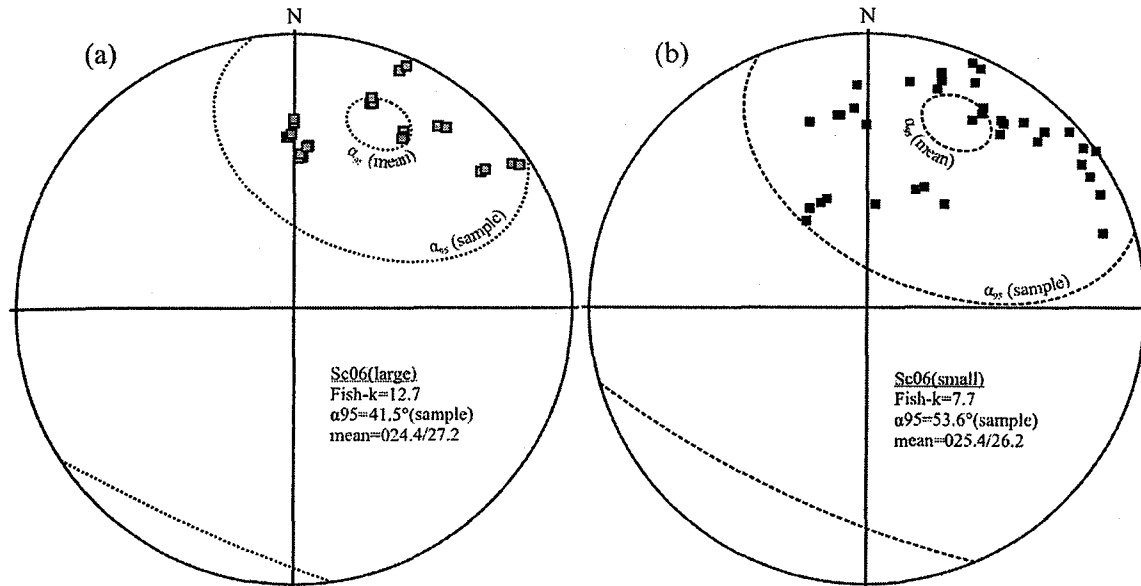 N
(a)
α₉₅ (mean)
α₉₅ (sample)
Sc06(large)
Fish-k=12.7
α95=41.5°(sample)
mean=024.4/27.2
N
(b)
α₉₅ (mean)
α₉₅ (sample)
Sc06(small)
Fish-k=7.7
α95=53.6°(sample)
mean=025.4/26.2